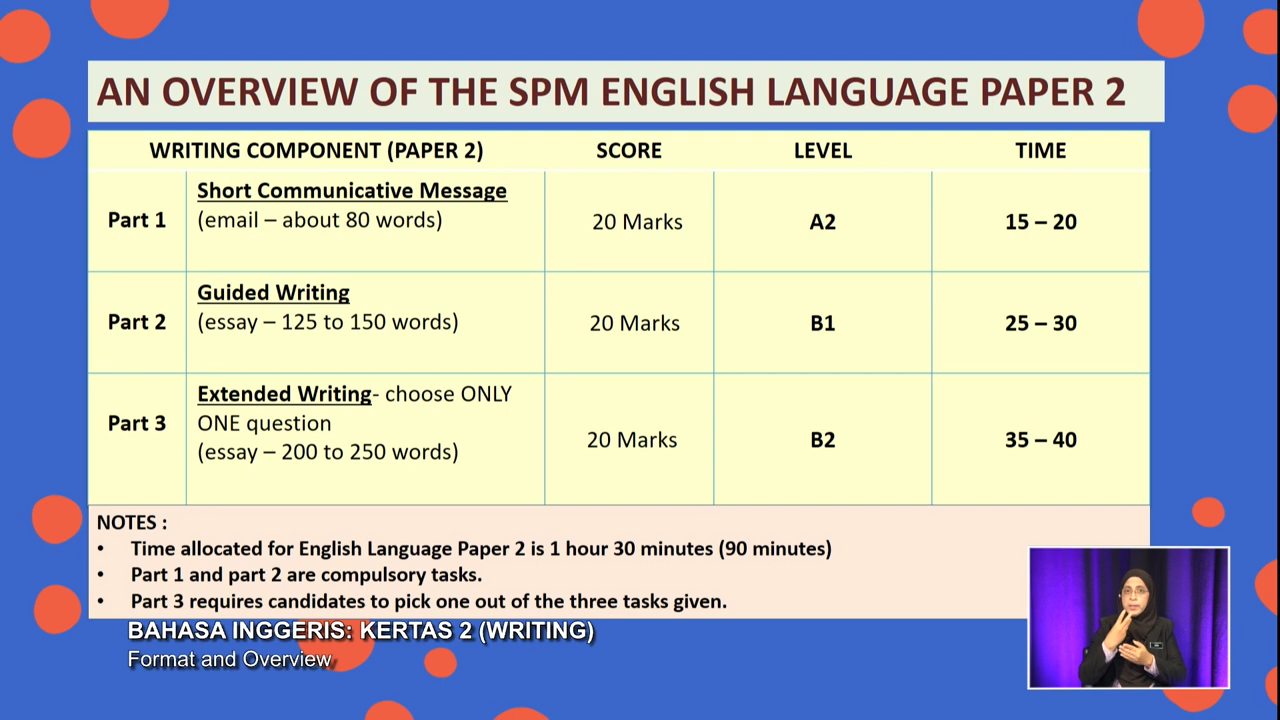 AN OVERVIEW OF THE SPM ENGLISH LANGUAGE PAPER 2
WRITING COMPONENT (PAPER 2) SCORE LEVEL TIME
Part 1
Short Communicative Message
(email – about 80 words)
20 Marks
A2
15 – 20
Part 2
Guided Writing
(essay – 125 to 150 words)
20 Marks
B1
25 – 30
Part 3
Extended Writing- choose ONLY
ONE question
(essay – 200 to 250 words)
20 Marks
B2
35 – 40
NOTES :
• Time allocated for English Language Paper 2 is 1 hour 30 minutes (90 minutes)
• Part 1 and part 2 are compulsory tasks.
• Part 3 requires candidates to pick one out of the three tasks given.
BAHASA INGGERIS: KERTAS 2 (WRITING)
Format and Overview